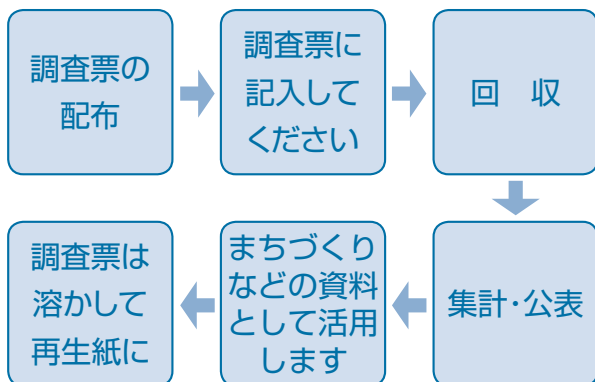 調査票の
配布
調査票に
記入して
ください
回　収
集計・公表
まちづくり
などの資料
として活用
します
調査票は
溶かして
再生紙に